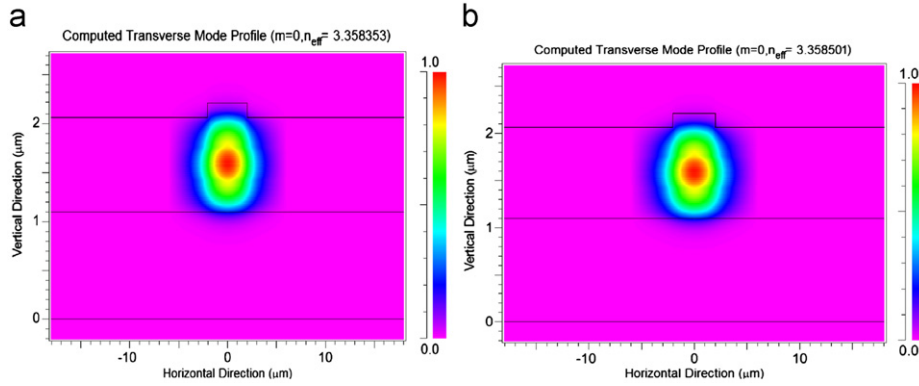 a
Computed Transverse Mode Profile (m=0,neff= 3.358353)
1.0
2
1
0
0.0
-10
0
10
Vertical Direction (μm)
Horizontal Direction (μm)
b
Computed Transverse Mode Profile (m=0,neff= 3.358501)
1.0
2
1
0
0.0
-10
0
10
Vertical Direction (μm)
Horizontal Direction (μm)